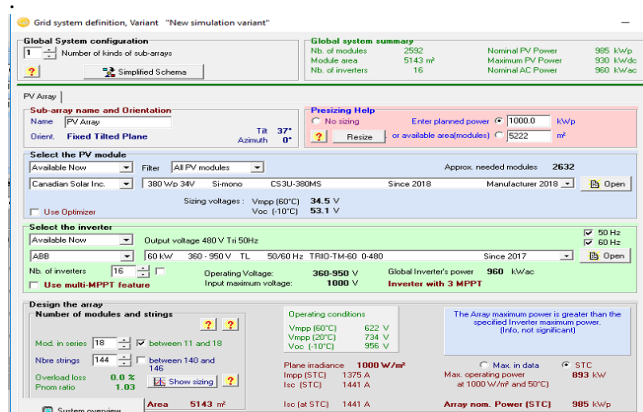 Grid system definition, Variant "New simulation variant"
Global System configuration
1 Number of kinds of sub-arrays
? Simplified Schema
Global system summary
Nb. of modules 2592 Nominal PV Power 985 kWp
Module area 5143 m² Maximum PV Power 930 kWdc
Nb. of inverters 16 Nominal AC Power 960 kWac
PV Array
Sub-array name and Orientation
Name PV Array
Orient. Fixed Tilted Plane Tilt 37°
Azimuth 0°
Presizing Help
No sizing Enter planned power 1000.0 kWp
? Resize or available area(modules) 5222 m²
Select the PV module
Available Now Filter All PV modules Approx. needed modules 2632
Canadian Solar Inc. 380 Wp 34V Si-mono CS3U-380MS Since 2018 Manufacturer 2018 Open
Sizing voltages : Vmpp (60°C) 34.5 V
Use Optimizer Voc (-10°C) 53.1 V
Select the inverter
50 Hz
Available Now Output voltage 480 V Tri 50Hz 60 Hz
ABB 60 kW 360 - 950 V TL 50/60 Hz TRIO-TM-60 0-480 Since 2017 Open
Nb. of inverters 16 Operating Voltage: 360-950 V Global Inverter's power 960 kWac
Use multi-MPPT feature Input maximum voltage: 1000 V Inverter with 3 MPPT
Design the array
Number of modules and strings
? ?
Mod. in series 18 between 11 and 18
Nbre strings 144 between 140 and
146
Overload loss 0.0 %
Pnom ratio 1.03 Show sizing ?
System overview Area 5143 m²
Operating conditions
Vmpp (60°C) 622 V
Vmpp (20°C) 734 V
Voc (-10°C) 956 V
Plane irradiance 1000 W/m²
Impp (STC) 1375 A
Isc (STC) 1441 A
Isc (at STC) 1441 A
The Array maximum power is greater than the
specified Inverter maximum power.
(Info, not significant)
Max. in data STC
Max. operating power 893 kW
at 1000 W/m² and 50°C)
Array nom. Power (STC) 985 kWp